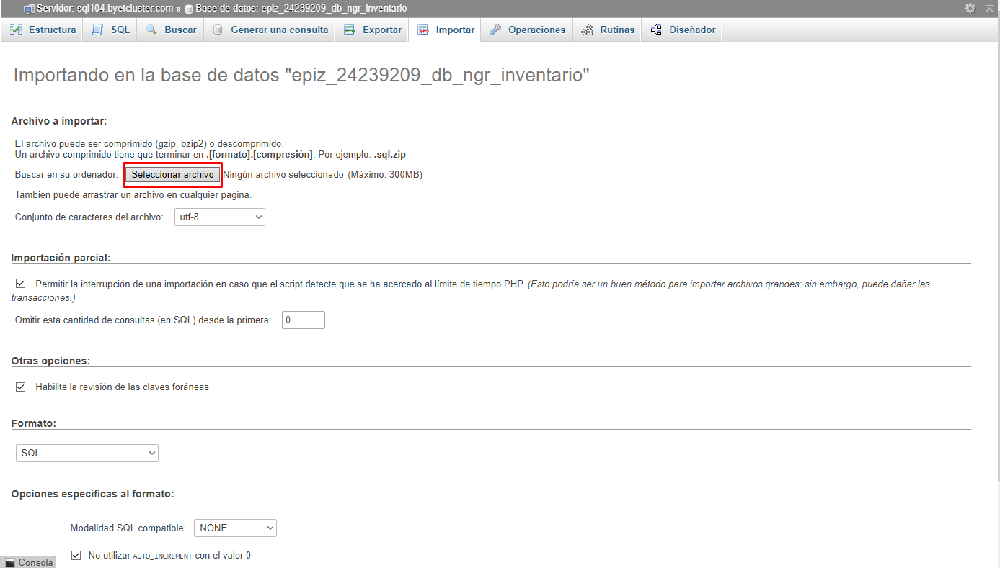 Servidor: sql104.byetcluster.com » Base de datos: epiz_24239209_db_ngr_inventario
Estructura SQL Buscar Generar una consulta Exportar Importar Operaciones Rutinas Diseñador
Importando en la base de datos "epiz_24239209_db_ngr_inventario"
Archivo a importar:
El archivo puede ser comprimido (gzip, bzip2) o descomprimido.
Un archivo comprimido tiene que terminar en .[formato].[compresión]. Por ejemplo: .sql.zip
Buscar en su ordenador: Seleccionar archivo Ningún archivo seleccionado (Máximo: 300MB)
También puede arrastrar un archivo en cualquier página.
Conjunto de caracteres del archivo: utf-8
Importación parcial:
Permitir la interrupción de una importación en caso que el script detecte que se ha acercado al límite de tiempo PHP. (Esto podría ser un buen método para importar archivos grandes; sin embargo, puede dañar las
transacciones.)
Omitir esta cantidad de consultas (en SQL) desde la primera: 0
Otras opciones:
Habilite la revisión de las claves foráneas
Formato:
SQL
Opciones específicas al formato:
Modalidad SQL compatible: NONE
No utilizar AUTO_INCREMENT con el valor 0
Consola